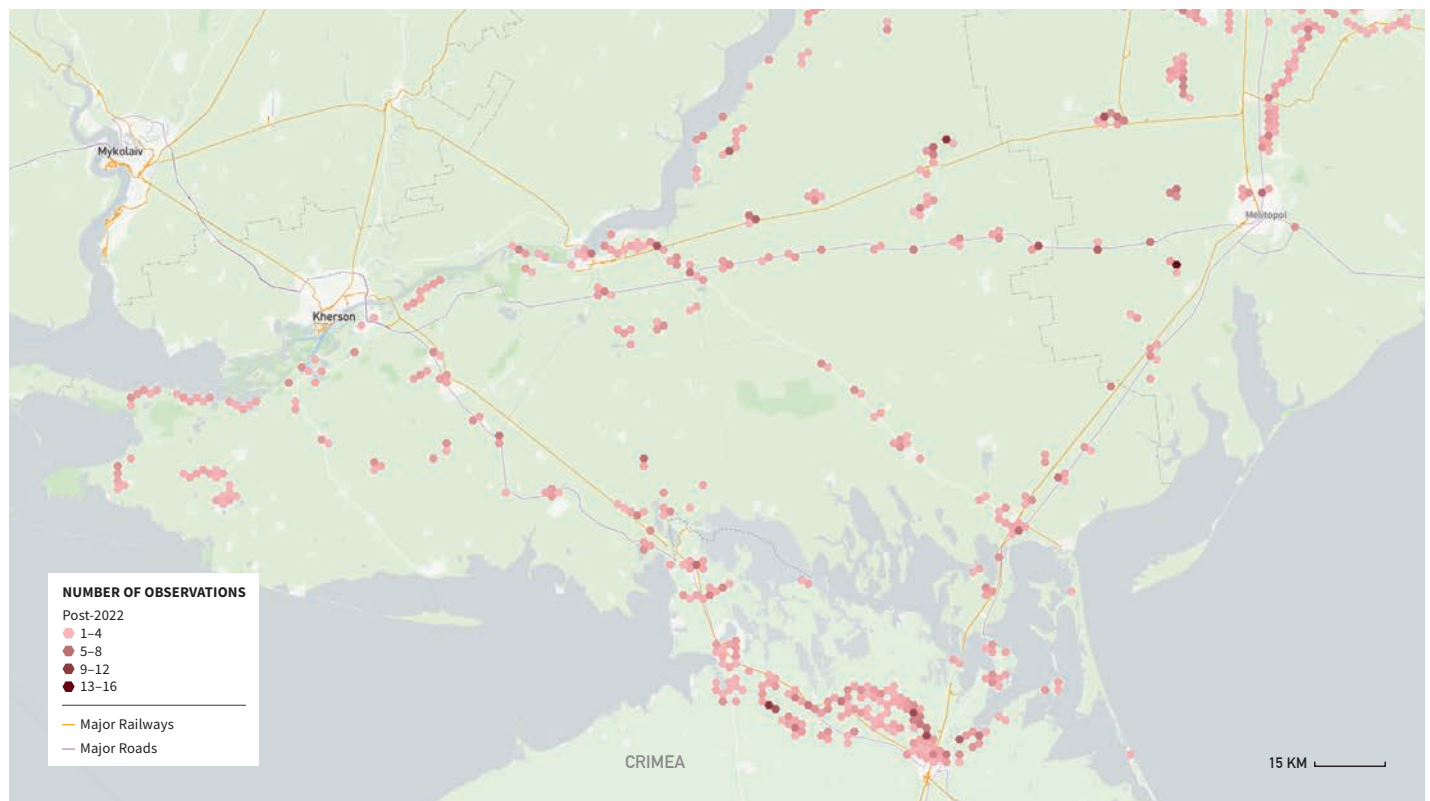 Mykolaiv
Melitopol
Kherson
NUMBER OF OBSERVATIONS
Post-2022
1–4
5–8
9–12
13–16
Major Railways
Major Roads
CRIMEA
15 KM